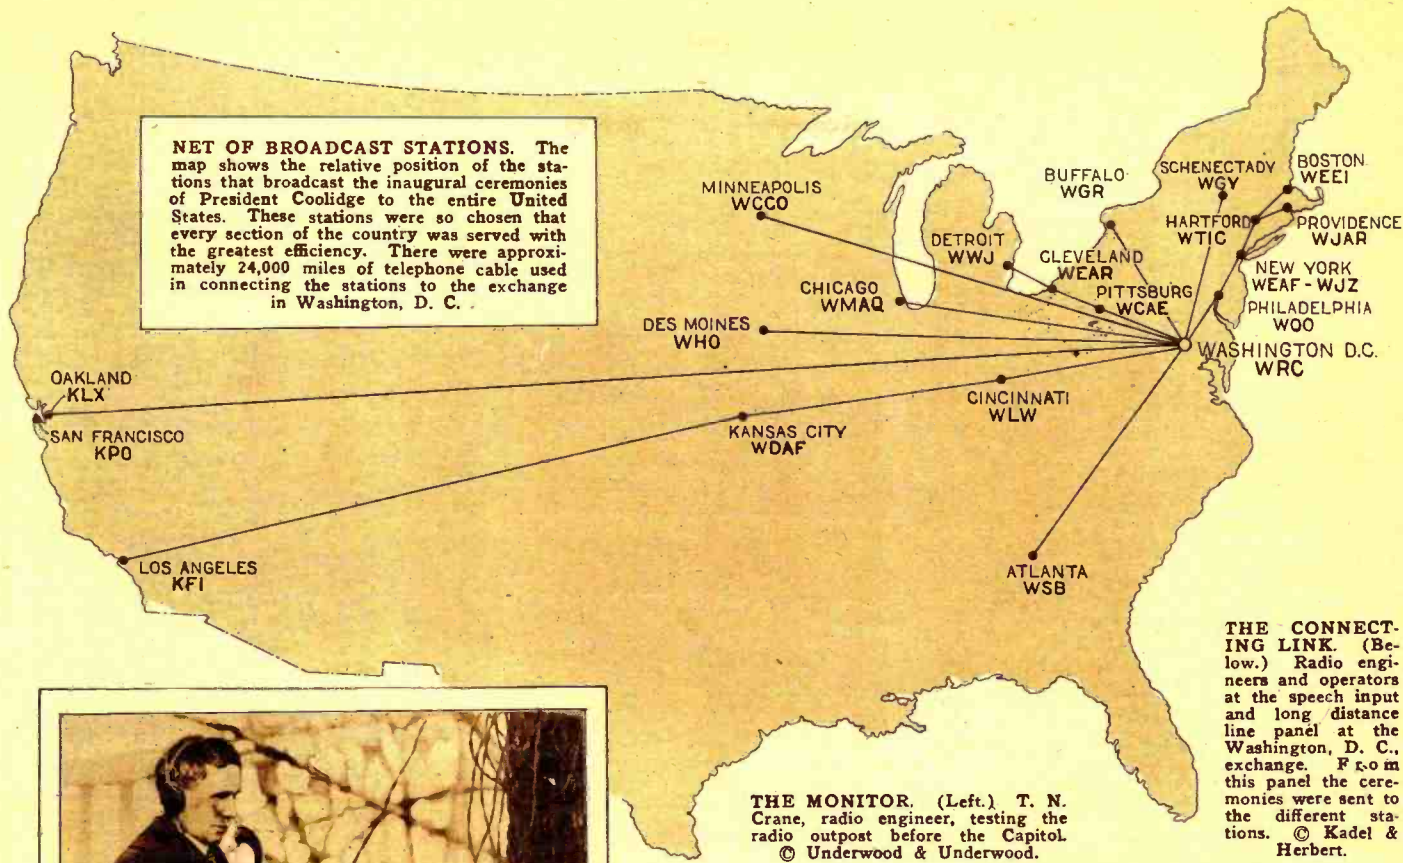 NET OF BROADCAST STATIONS. The
map shows the relative position of the sta-
tions that broadcast the inaugural ceremonies
of President Coolidge to the entire United
States. These stations were so chosen that
every section of the country was served with
the greatest efficiency. There were approxi-
mately 24,000 miles of telephone cable used
in connecting the stations to the exchange
in Washington, D. C.
MINNEAPOLIS
WCCO
BUFFALO
WGR
SCHENECTADY
WGY
BOSTON
WEEI
HARTFORD
WTIC
PROVIDENCE
WJAR
DETROIT
WWJ
CLEVELAND
WEAR
NEW YORK
WEAF-WJZ
CHICAGO
WMAQ
PITTSBURG
WCAE
PHILADELPHIA
WOO
DES MOINES
WHO
WASHINGTON D.C.
WRC
OAKLAND
KLX
SAN FRANCISCO
KPO
CINCINNATI
WLW
KANSAS CITY
WDAF
LOS ANGELES
KFI
ATLANTA
WSB
THE MONITOR. (Left.) T. N.
Crane, radio engineer, testing the
radio outpost before the Capitol.
© Underwood & Underwood.
THE CONNECT-
ING LINK. (Be-
low.) Radio engi-
neers and operators
at the speech input
and long distance
line panel at the
Washington, D. C.,
exchange. From
this panel the cere-
monies were sent to
the different sta-
tions. © Kadel &
Herbert.